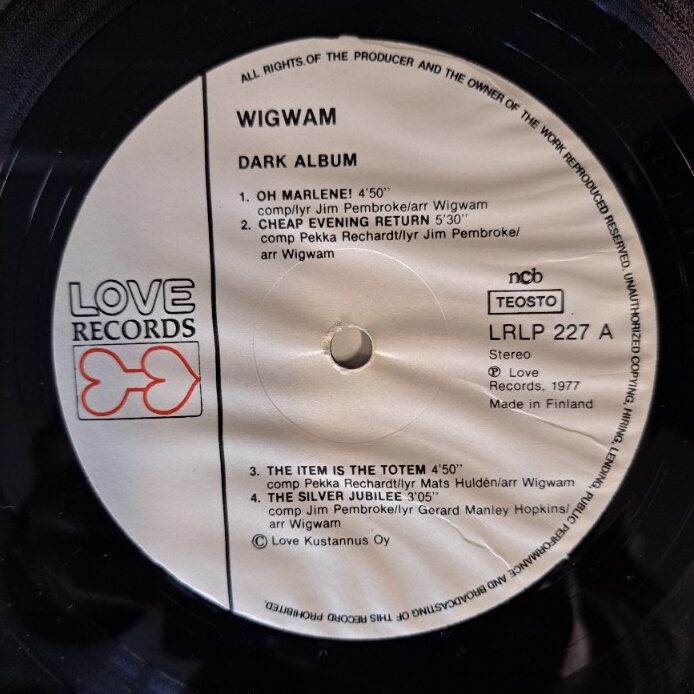 ALL RIGHTS OF THE PRODUCER AND THE OWNER OF THE WORK REPRODUCED RESERVED. UNAUTHORIZED COPYING, HIRING, LENDING, PUBLIC PERFORMANCE AND BROADCASTING OF THIS RECORD PROHIBITED.
WIGWAM
DARK ALBUM
1. OH MARLENE! 4'50''
comp/lyr Jim Pembroke/arr Wigwam
2. CHEAP EVENING RETURN 5'30''
comp Pekka Rechardt/lyr Jim Pembroke/
arr Wigwam
LOVE
RECORDS
ncb
TEOSTO
LRLP 227 A
Stereo
℗ Love
Records, 1977
Made in Finland
3. THE ITEM IS THE TOTEM 4'50''
comp Pekka Rechardt/lyr Mats Huldén/arr Wigwam
4. THE SILVER JUBILEE 3'05''
comp Jim Pembroke/lyr Gerard Manley Hopkins/
arr Wigwam
© Love Kustannus Oy